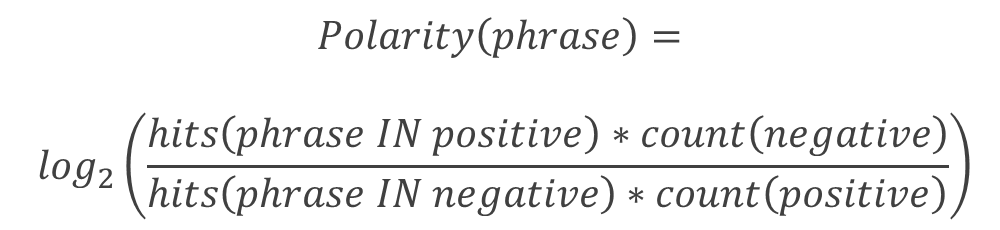 Polarity(phrase) =
log₂ (hits(phrase IN positive) * count(negative)
hits(phrase IN negative) * count(positive))